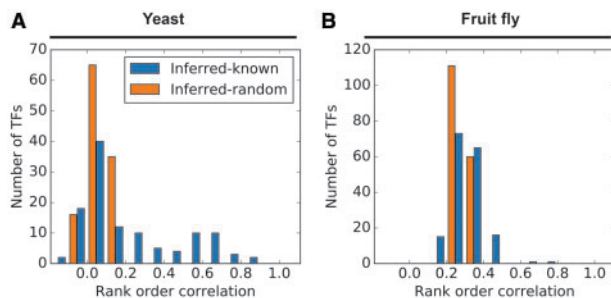 A Yeast
70
60
50
40
30
20
10
0
Number of TFs
Inferred-known
Inferred-random
0.0 0.2 0.4 0.6 0.8 1.0
Rank order correlation
B Fruit fly
120
100
80
60
40
20
0
Number of TFs
0.0 0.2 0.4 0.6 0.8 1.0
Rank order correlation